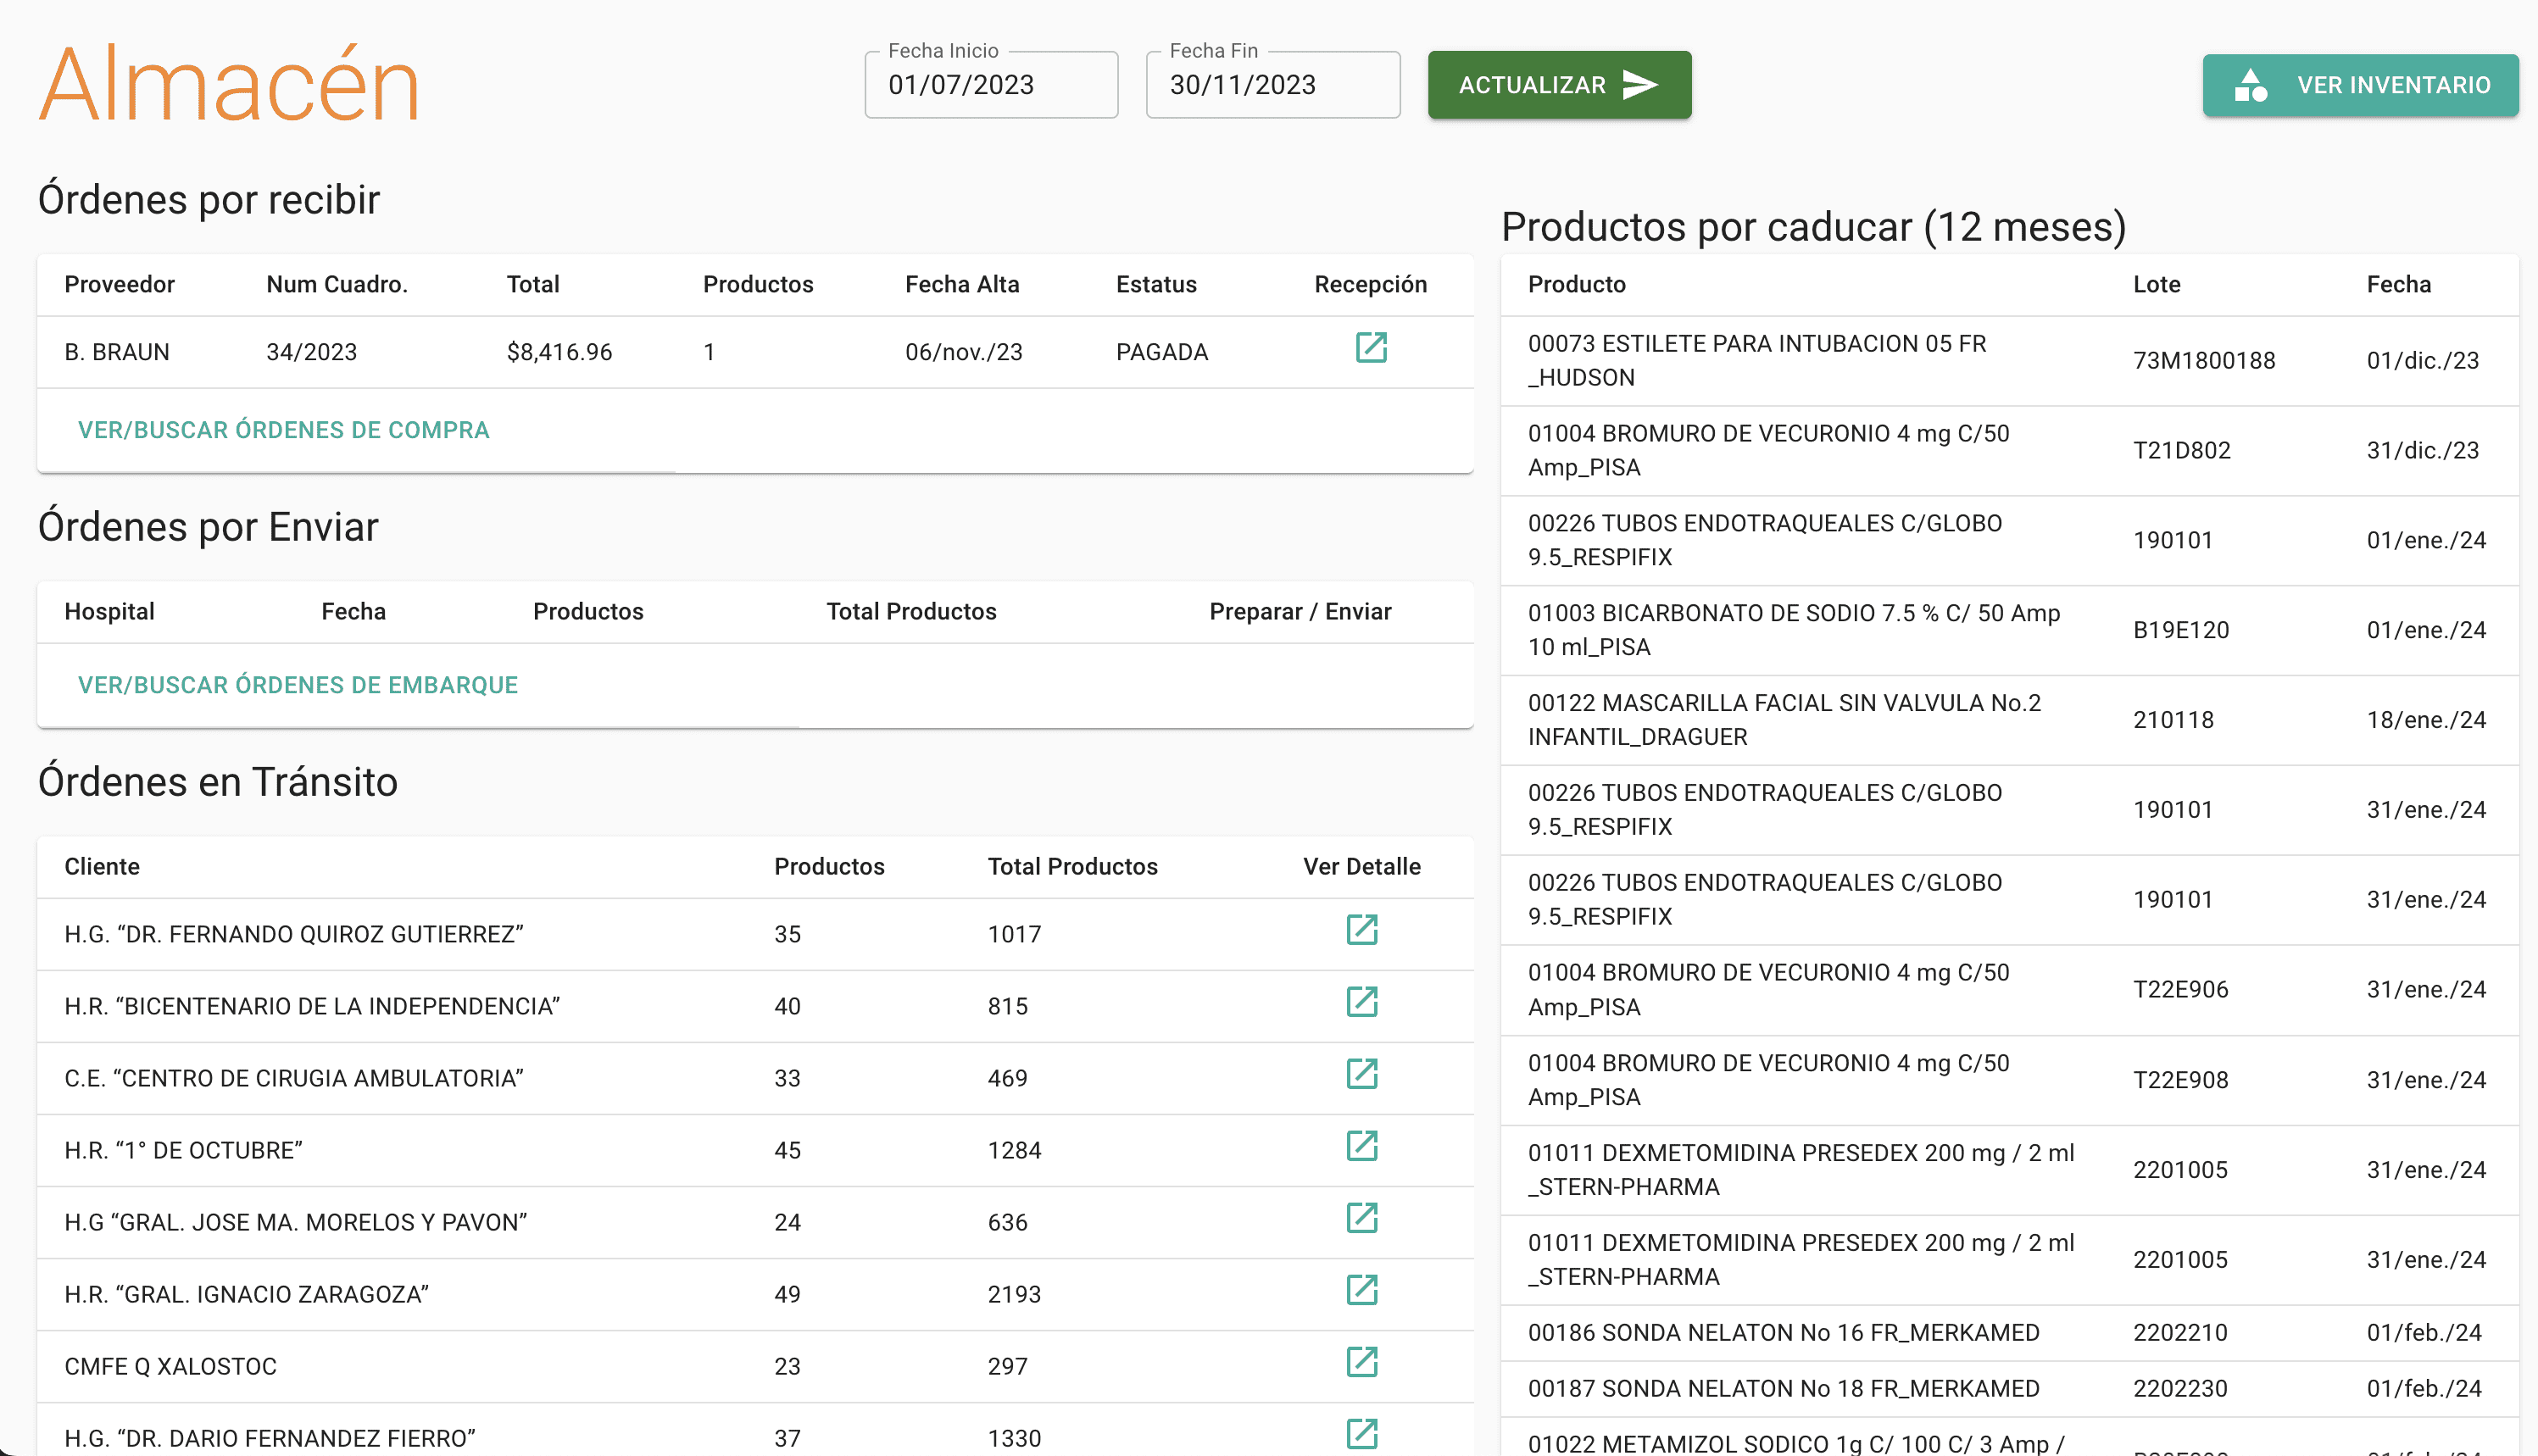 Almacén
Fecha Inicio
01/07/2023
Fecha Fin
30/11/2023
ACTUALIZAR
VER INVENTARIO
Órdenes por recibir
Proveedor Num Cuadro. Total Productos Fecha Alta Estatus Recepción
B. BRAUN 34/2023 $8,416.96 1 06/nov./23 PAGADA
VER/BUSCAR ÓRDENES DE COMPRA
Órdenes por Enviar
Hospital Fecha Productos Total Productos Preparar / Enviar
VER/BUSCAR ÓRDENES DE EMBARQUE
Órdenes en Tránsito
Cliente Productos Total Productos Ver Detalle
H.G. “DR. FERNANDO QUIROZ GUTIERREZ” 35 1017
H.R. “BICENTENARIO DE LA INDEPENDENCIA” 40 815
C.E. “CENTRO DE CIRUGIA AMBULATORIA” 33 469
H.R. “1° DE OCTUBRE” 45 1284
H.G “GRAL. JOSE MA. MORELOS Y PAVON” 24 636
H.R. “GRAL. IGNACIO ZARAGOZA” 49 2193
CMFE Q XALOSTOC 23 297
H.G. “DR. DARIO FERNANDEZ FIERRO” 37 1330
Productos por caducar (12 meses)
Producto Lote Fecha
00073 ESTILETE PARA INTUBACION 05 FR
_HUDSON 73M1800188 01/dic./23
01004 BROMURO DE VECURONIO 4 mg C/50
Amp_PISA T21D802 31/dic./23
00226 TUBOS ENDOTRAQUEALES C/GLOBO
9.5_RESPIFIX 190101 01/ene./24
01003 BICARBONATO DE SODIO 7.5 % C/ 50 Amp
10 ml_PISA B19E120 01/ene./24
00122 MASCARILLA FACIAL SIN VALVULA No.2
INFANTIL_DRAGUER 210118 18/ene./24
00226 TUBOS ENDOTRAQUEALES C/GLOBO
9.5_RESPIFIX 190101 31/ene./24
00226 TUBOS ENDOTRAQUEALES C/GLOBO
9.5_RESPIFIX 190101 31/ene./24
01004 BROMURO DE VECURONIO 4 mg C/50
Amp_PISA T22E906 31/ene./24
01004 BROMURO DE VECURONIO 4 mg C/50
Amp_PISA T22E908 31/ene./24
01011 DEXMETOMIDINA PRESEDEX 200 mg / 2 ml
_STERN-PHARMA 2201005 31/ene./24
01011 DEXMETOMIDINA PRESEDEX 200 mg / 2 ml
_STERN-PHARMA 2201005 31/ene./24
00186 SONDA NELATON No 16 FR_MERKAMED 2202210 01/feb./24
00187 SONDA NELATON No 18 FR_MERKAMED 2202230 01/feb./24
01022 METAMIZOL SODICO 1g C/ 100 C/ 3 Amp /